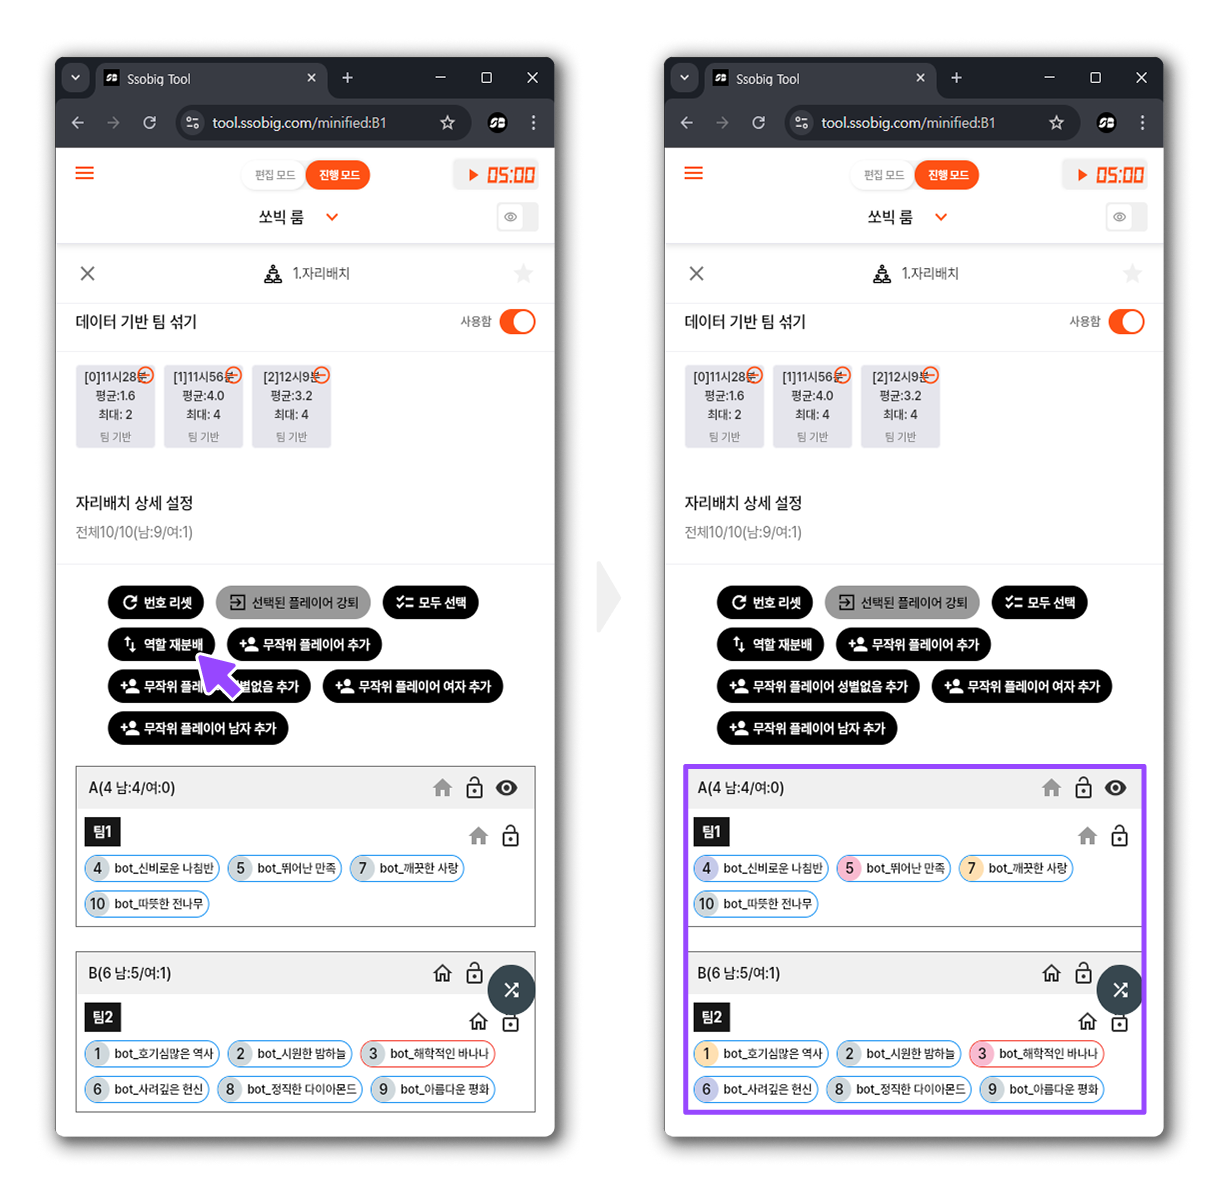 Ssobig Tool
tool.ssobig.com/minified:B1
편집 모드 진행 모드 05:00
쏘빅 룸
1.자리배치
데이터 기반 팀 섞기 사용함
[0]11시28분 [1]11시56분 [2]12시9분
평균:1.6 평균:4.0 평균:3.2
최대: 2 최대: 4 최대: 4
팀 기반 팀 기반 팀 기반
자리배치 상세 설정
전체10/10(남:9/여:1)
번호 리셋 선택된 플레이어 강퇴 모두 선택
역할 재분배 무작위 플레이어 추가
무작위 플레 별없음 추가 무작위 플레이어 여자 추가
무작위 플레이어 남자 추가
A(4 남:4/여:0)
팀1
4 bot_신비로운 나침반 5 bot_뛰어난 만족 7 bot_깨끗한 사랑
10 bot_따뜻한 전나무
B(6 남:5/여:1)
팀2
1 bot_호기심많은 역사 2 bot_시원한 밤하늘 3 bot_해학적인 바나나
6 bot_사려깊은 헌신 8 bot_정직한 다이아몬드 9 bot_아름다운 평화
Ssobig Tool
tool.ssobig.com/minified:B1
편집 모드 진행 모드 05:00
쏘빅 룸
1.자리배치
데이터 기반 팀 섞기 사용함
[0]11시28분 [1]11시56분 [2]12시9분
평균:1.6 평균:4.0 평균:3.2
최대: 2 최대: 4 최대: 4
팀 기반 팀 기반 팀 기반
자리배치 상세 설정
전체10/10(남:9/여:1)
번호 리셋 선택된 플레이어 강퇴 모두 선택
역할 재분배 무작위 플레이어 추가
무작위 플레이어 성별없음 추가 무작위 플레이어 여자 추가
무작위 플레이어 남자 추가
A(4 남:4/여:0)
팀1
4 bot_신비로운 나침반 5 bot_뛰어난 만족 7 bot_깨끗한 사랑
10 bot_따뜻한 전나무
B(6 남:5/여:1)
팀2
1 bot_호기심많은 역사 2 bot_시원한 밤하늘 3 bot_해학적인 바나나
6 bot_사려깊은 헌신 8 bot_정직한 다이아몬드 9 bot_아름다운 평화